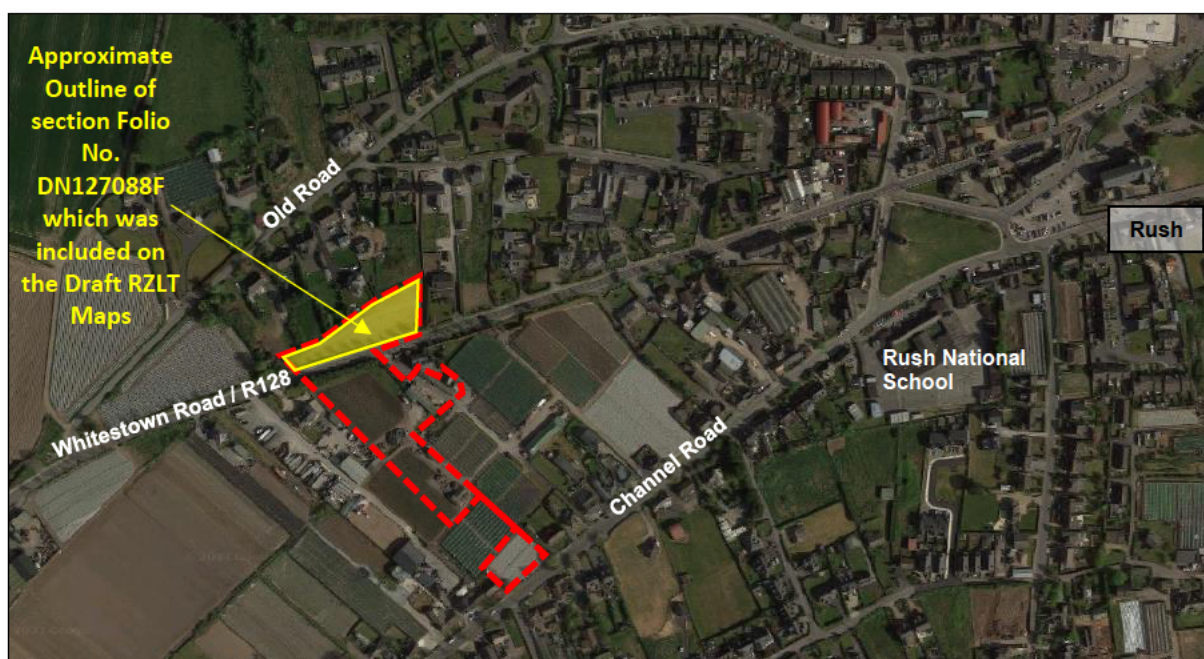 Approximate
Outline of
section Folio
No.
DN127088F
which was
included on
the Draft RZLT
Maps
Old Road
Rush
Whitestown Road / R128
Channel Road
Rush National
School